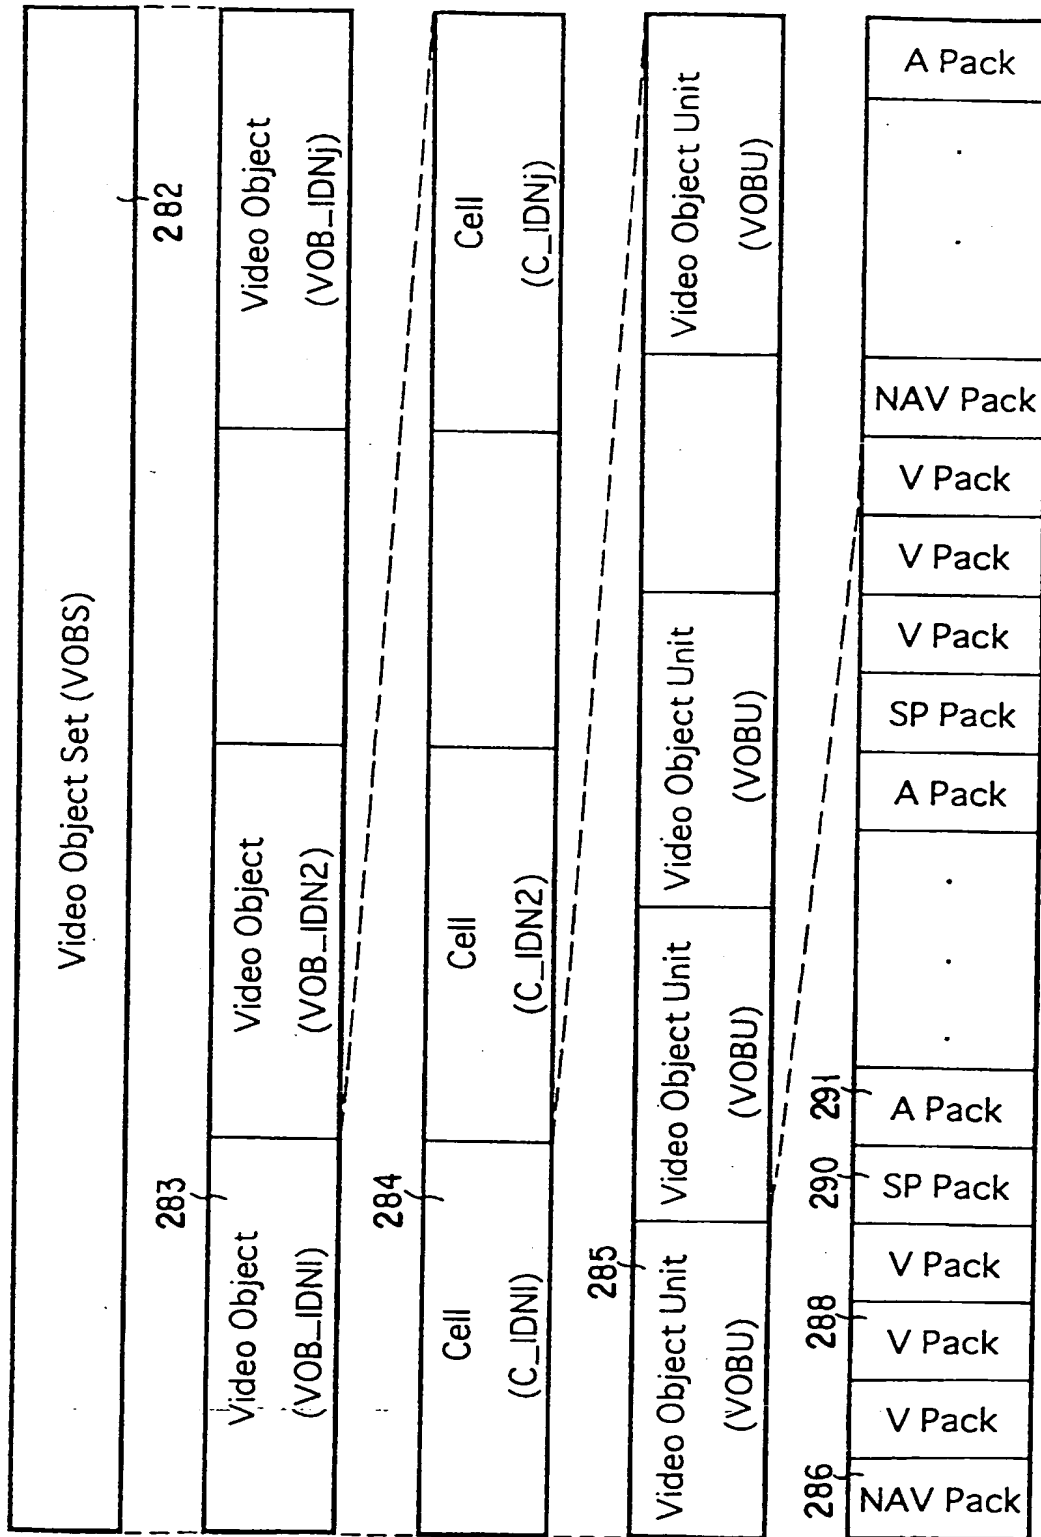 Video Object Set (VOBS)
282
283
Video Object
(VOB_IDN1)
Video Object
(VOB_IDN2)
Video Object
(VOB_IDNj)
284
Cell
(C_IDN1)
Cell
(C_IDN2)
Cell
(C_IDNj)
285
Video Object Unit
(VOBU)
Video Object Unit
(VOBU)
Video Object Unit
(VOBU)
Video Object Unit
(VOBU)
286
288
290
291
NAV Pack
V Pack
V Pack
V Pack
SP Pack
A Pack
. . .
A Pack
SP Pack
V Pack
V Pack
V Pack
NAV Pack
. .
A Pack